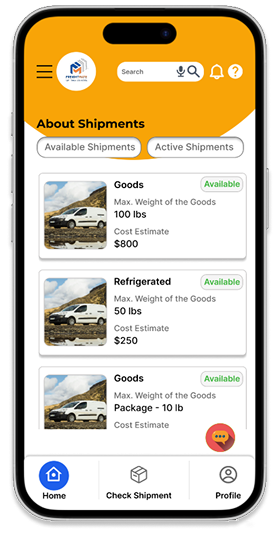 Search
?
About Shipments
Available Shipments
Active Shipments
Goods
Available
Max. Weight of the Goods
100 lbs
Cost Estimate
$800
Refrigerated
Available
Max. Weight of the Goods
50 lbs
Cost Estimate
$250
Goods
Available
Max. Weight of the Goods
Package - 10 lb
Cost Estimate
Home
Check Shipment
Profile